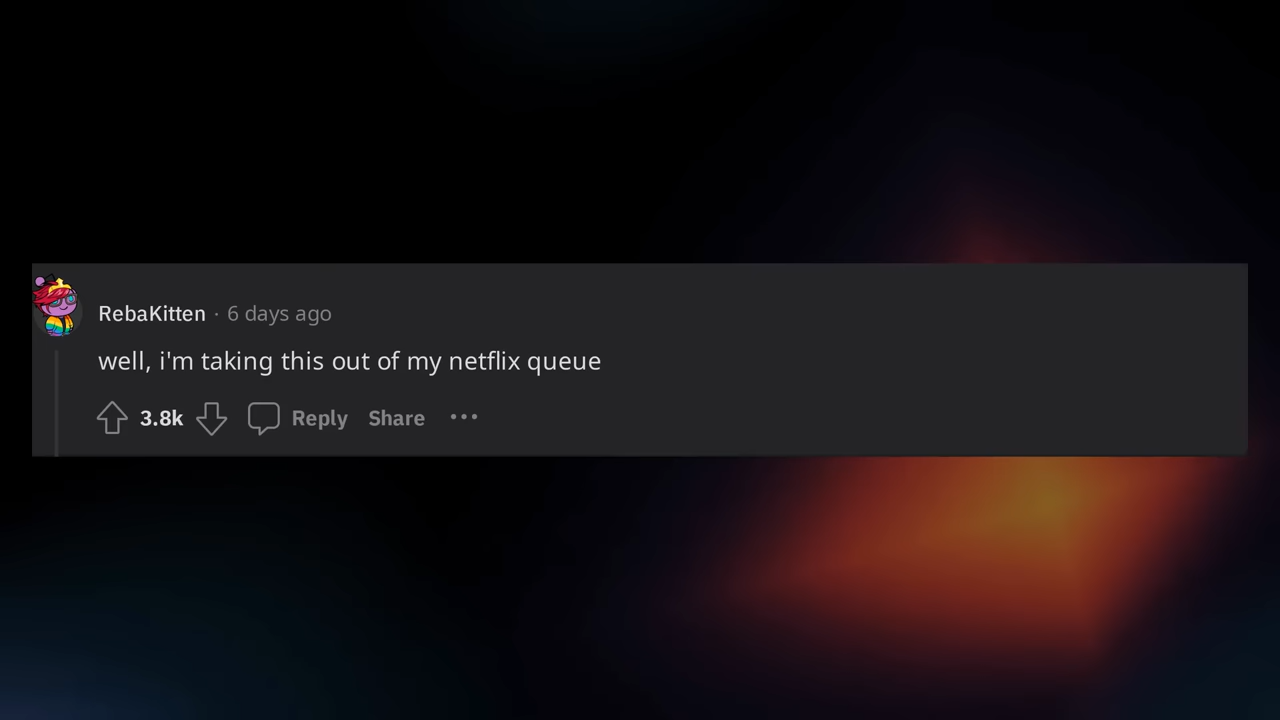 RebaKitten · 6 days ago
well, i'm taking this out of my netflix queue
3.8k Reply Share •••